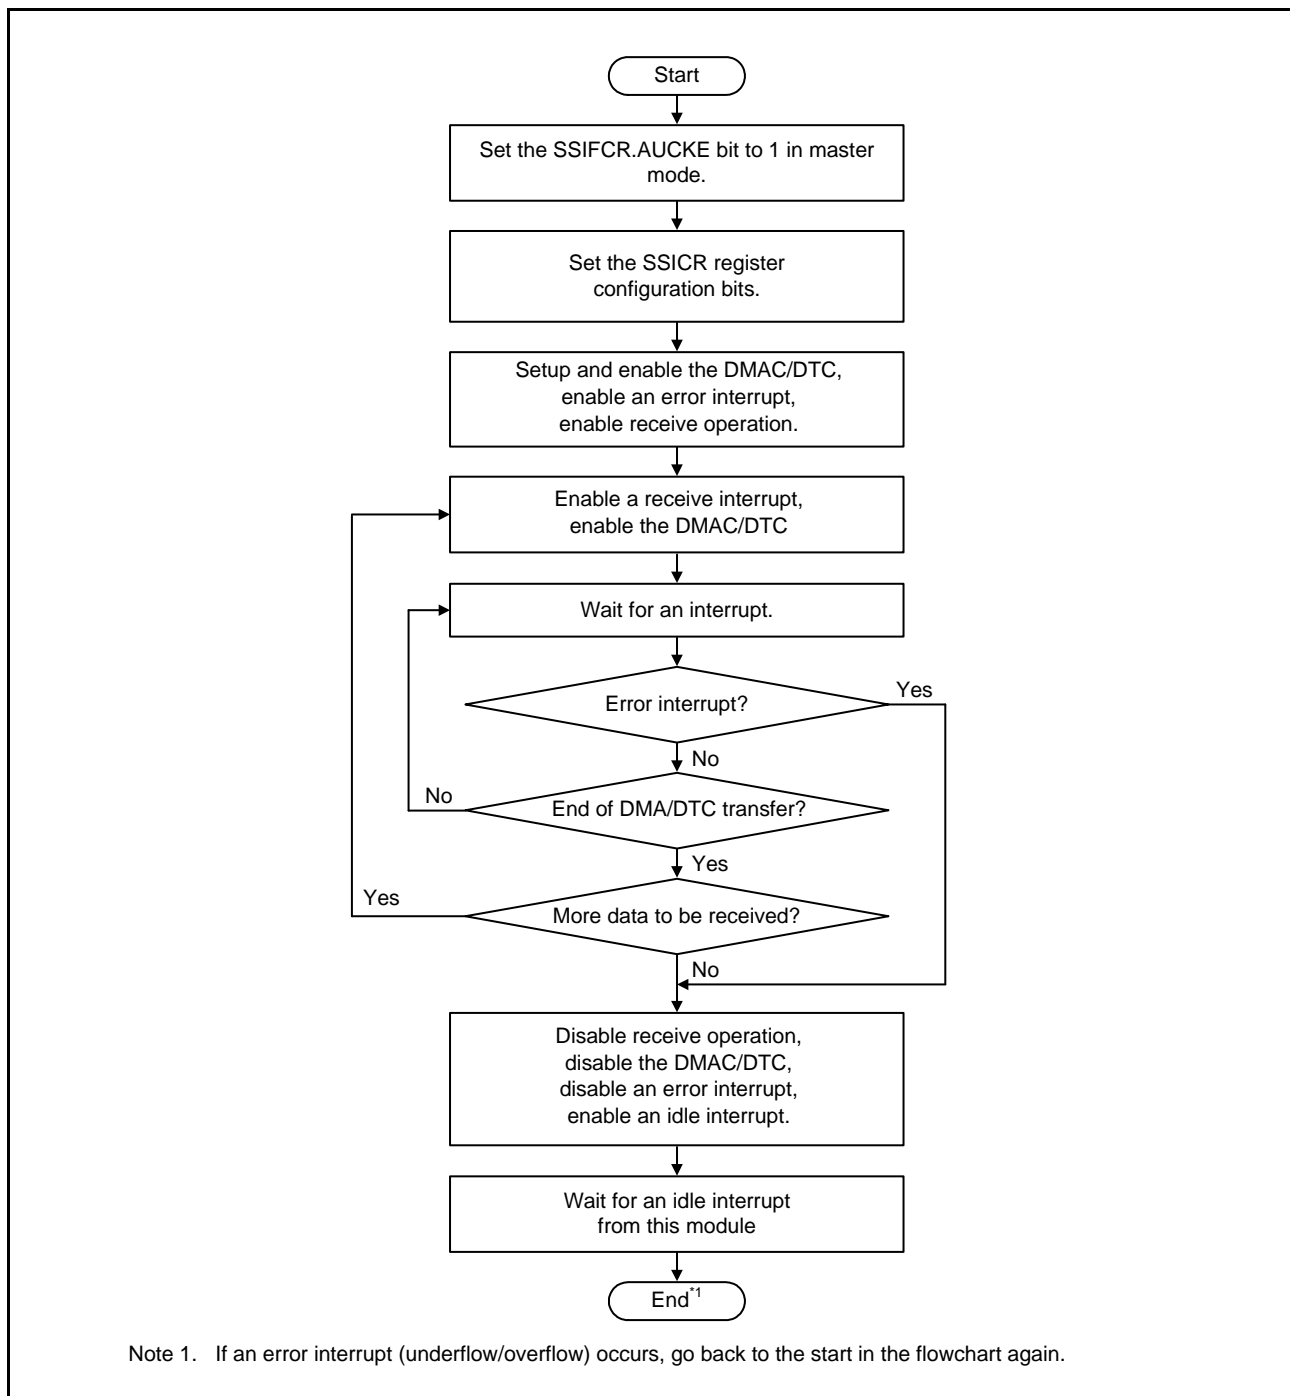 Start
Set the SSIFCR.AUCKE bit to 1 in master
mode.
Set the SSICR register
configuration bits.
Setup and enable the DMAC/DTC,
enable an error interrupt,
enable receive operation.
Enable a receive interrupt,
enable the DMAC/DTC
Wait for an interrupt.
Error interrupt?
Yes
No
End of DMA/DTC transfer?
No
Yes
More data to be received?
Yes
No
Disable receive operation,
disable the DMAC/DTC,
disable an error interrupt,
enable an idle interrupt.
Wait for an idle interrupt
from this module
End*1
Note 1. If an error interrupt (underflow/overflow) occurs, go back to the start in the flowchart again.